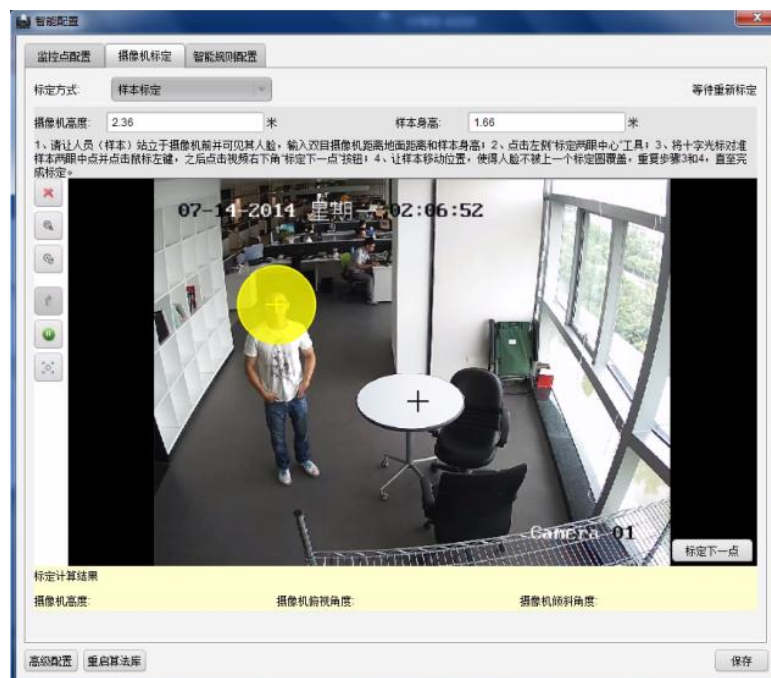 智能配置
监控点配置 摄像机标定 智能规则配置
标定方式: 样本标定 等待重新标定
摄像机高度: 2.36 米 样本身高: 1.66 米
1、请让人员（样本）站立于摄像机前并可见其人脸，输入双目摄像机距离地面距离和样本身高；2、点击左侧“标定两眼中心”工具；3、将十字光标对准
样本两眼中点并点击鼠标左键，之后点击视频右下角“标定下一点”按钮；4、让样本移动位置，使得人脸不被上一个标定圆覆盖，重复步骤3和4，直至完
成标定。
07-14-2014 星期一 02:06:52
Camera 01
标定下一点
标定计算结果
摄像机高度: 摄像机俯视角度: 摄像机倾斜角度:
高级配置 重启算法库 保存